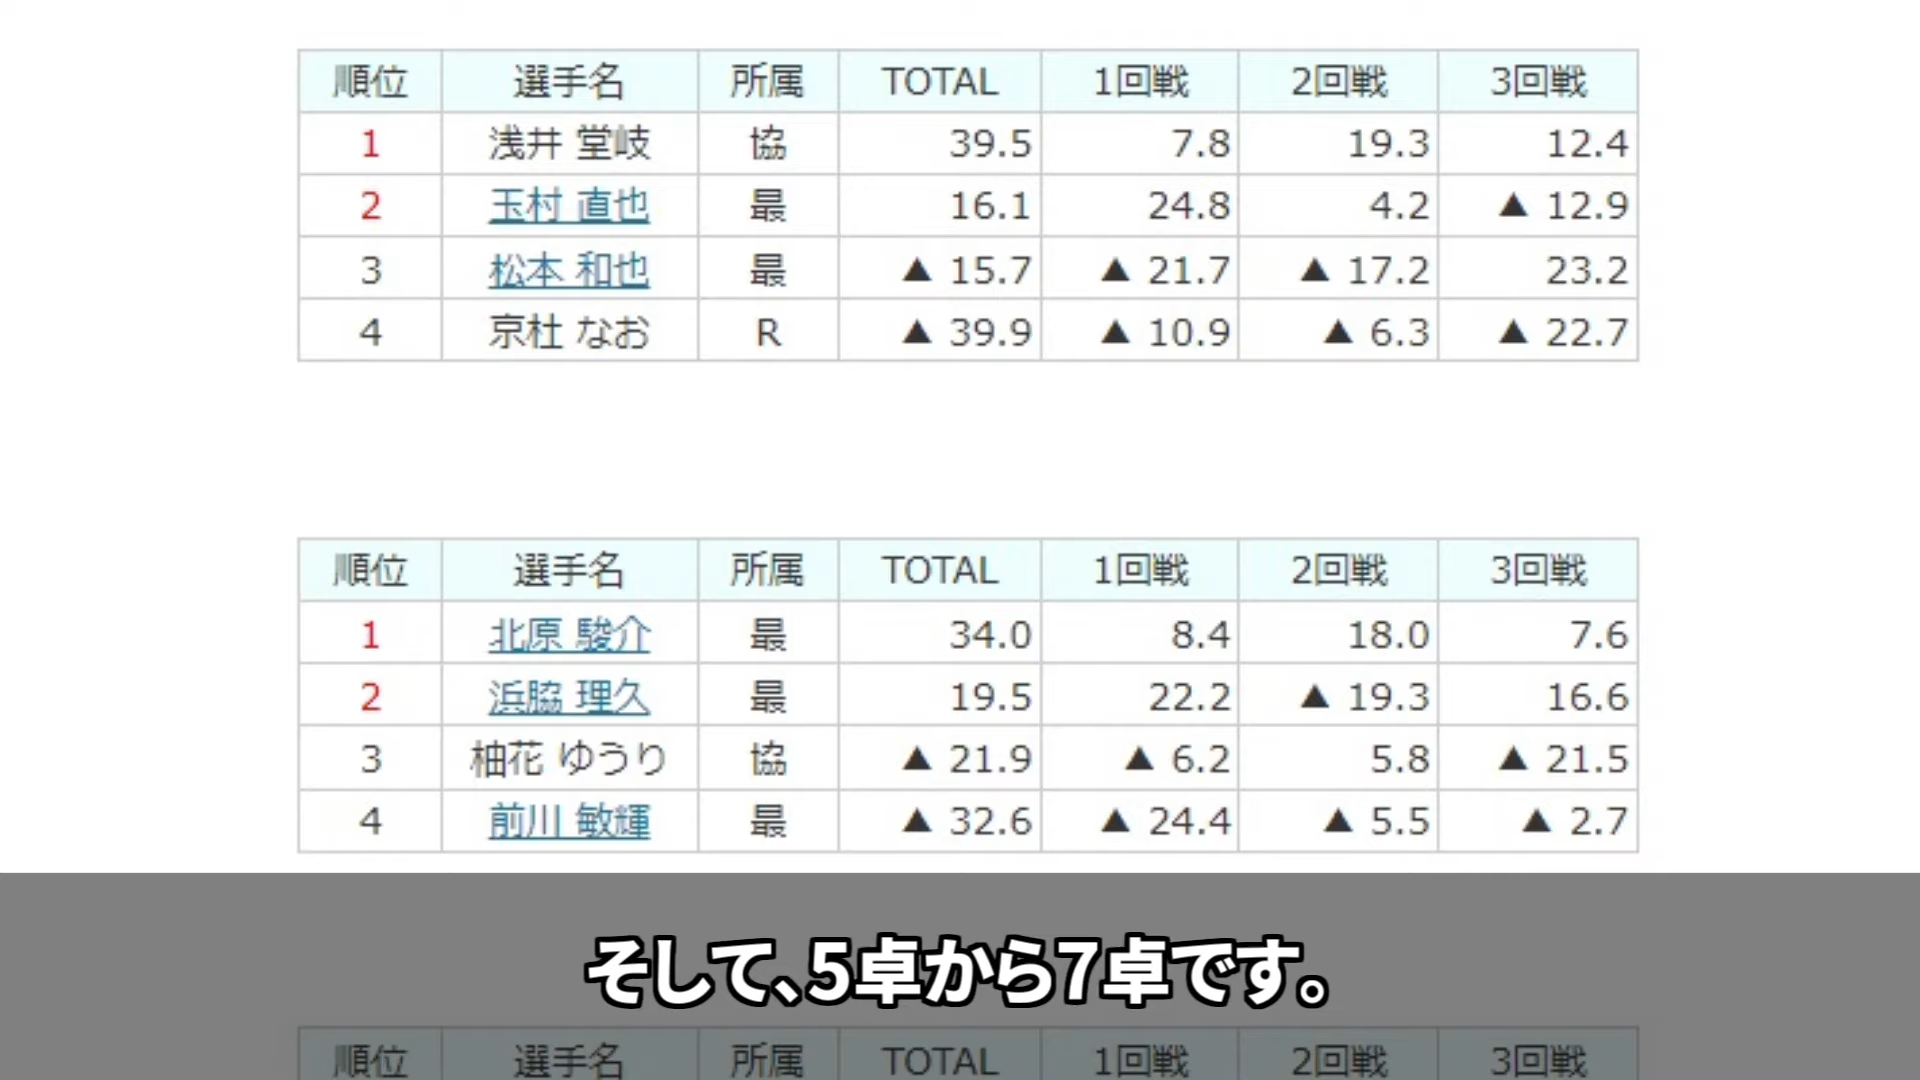 順位 選手名 所属 TOTAL 1回戦 2回戦 3回戦
1 浅井 堂岐 協 39.5 7.8 19.3 12.4
2 玉村 直也 最 16.1 24.8 4.2 ▲ 12.9
3 松本 和也 最 ▲ 15.7 ▲ 21.7 ▲ 17.2 23.2
4 京杜 なお R ▲ 39.9 ▲ 10.9 ▲ 6.3 ▲ 22.7
順位 選手名 所属 TOTAL 1回戦 2回戦 3回戦
1 北原 駿介 最 34.0 8.4 18.0 7.6
2 浜脇 理久 最 19.5 22.2 ▲ 19.3 16.6
3 柚花 ゆうり 協 ▲ 21.9 ▲ 6.2 5.8 ▲ 21.5
4 前川 敏輝 最 ▲ 32.6 ▲ 24.4 ▲ 5.5 ▲ 2.7
そして、5卓から7卓です。
順位 選手名 所属 TOTAL 1回戦 2回戦 3回戦